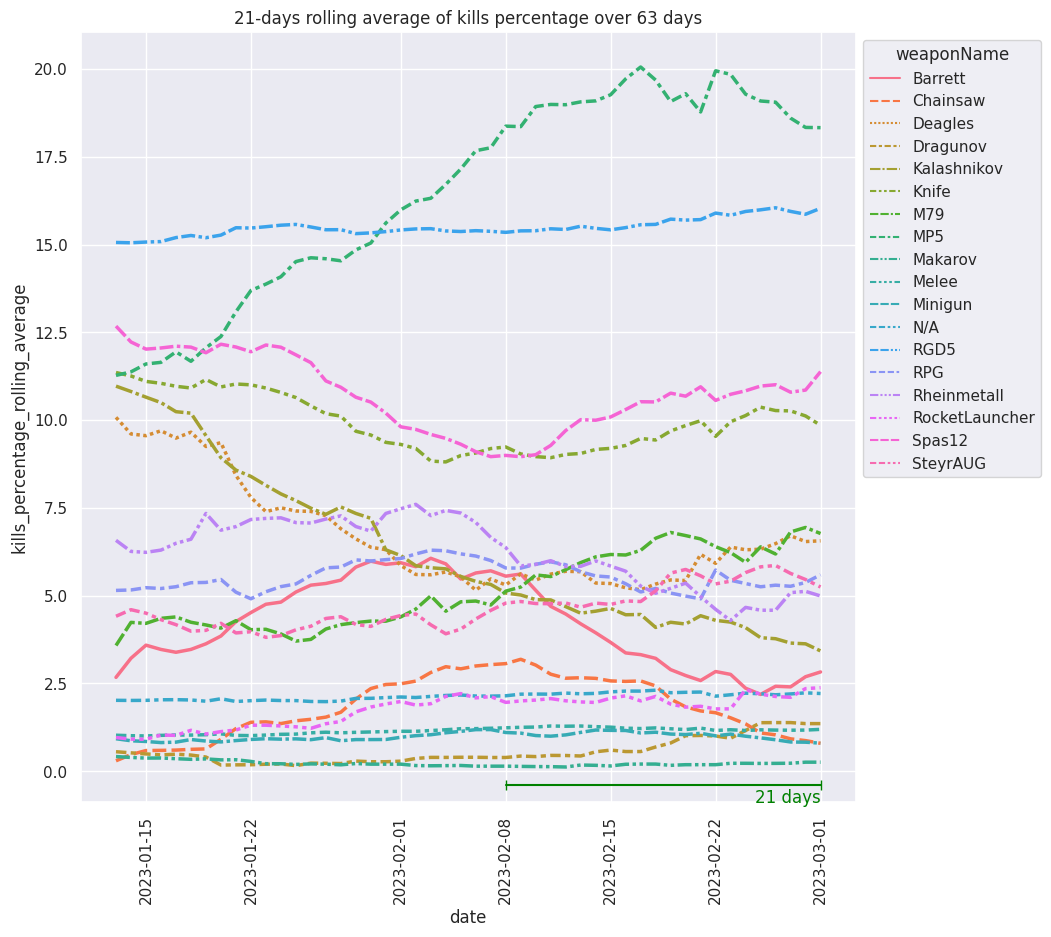 21-days rolling average of kills percentage over 63 days
20.0
17.5
15.0
12.5
10.0
7.5
5.0
2.5
0.0
kills_percentage_rolling_average
weaponName
Barrett
Chainsaw
Deagles
Dragunov
Kalashnikov
Knife
M79
MP5
Makarov
Melee
Minigun
N/A
RGD5
RPG
Rheinmetall
RocketLauncher
Spas12
SteyrAUG
21 days
2023-01-15
2023-01-22
2023-02-01
2023-02-08
2023-02-15
2023-02-22
2023-03-01
date